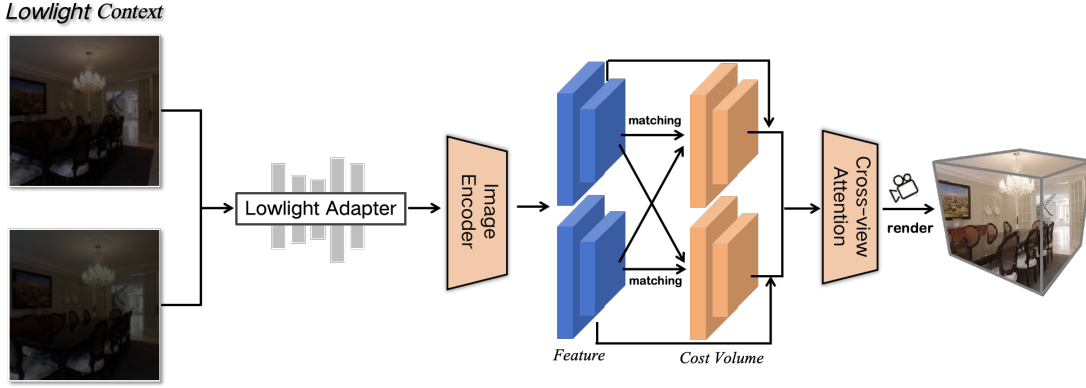 Lowlight Context
Lowlight Adapter
Image
Encoder
matching
matching
Feature
Cost Volume
Cross-view
Attention
render